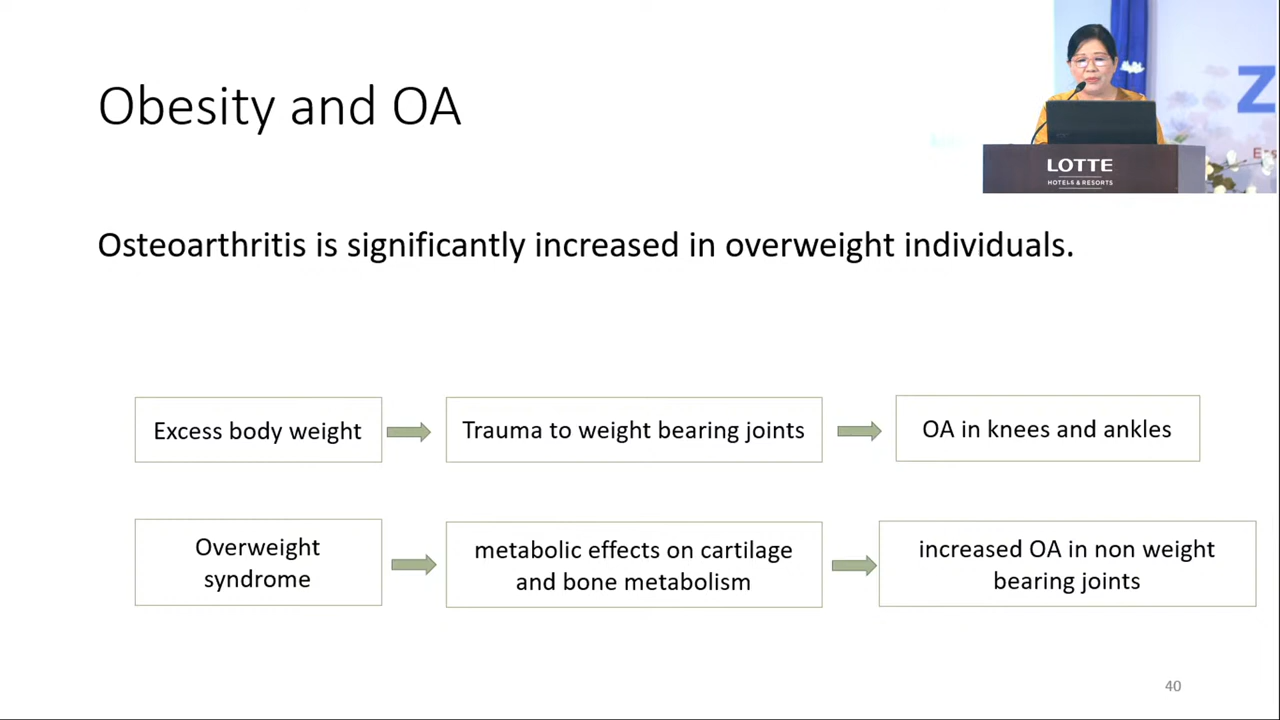 Obesity and OA
LOTTE
HOTELS & RESORTS
Z
Osteoarthritis is significantly increased in overweight individuals.
Excess body weight
Trauma to weight bearing joints
OA in knees and ankles
Overweight
syndrome
metabolic effects on cartilage
and bone metabolism
increased OA in non weight
bearing joints
40